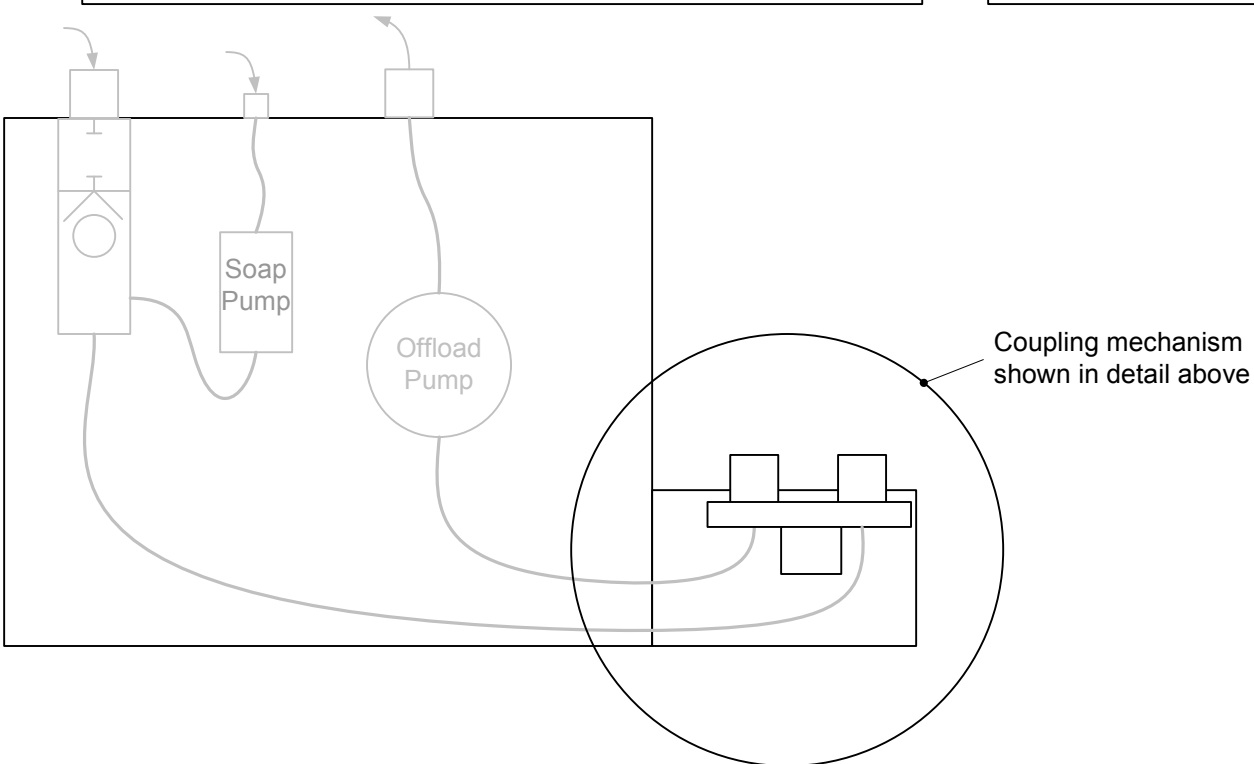 Soap
Pump
Offload
Pump
Coupling mechanism
shown in detail above